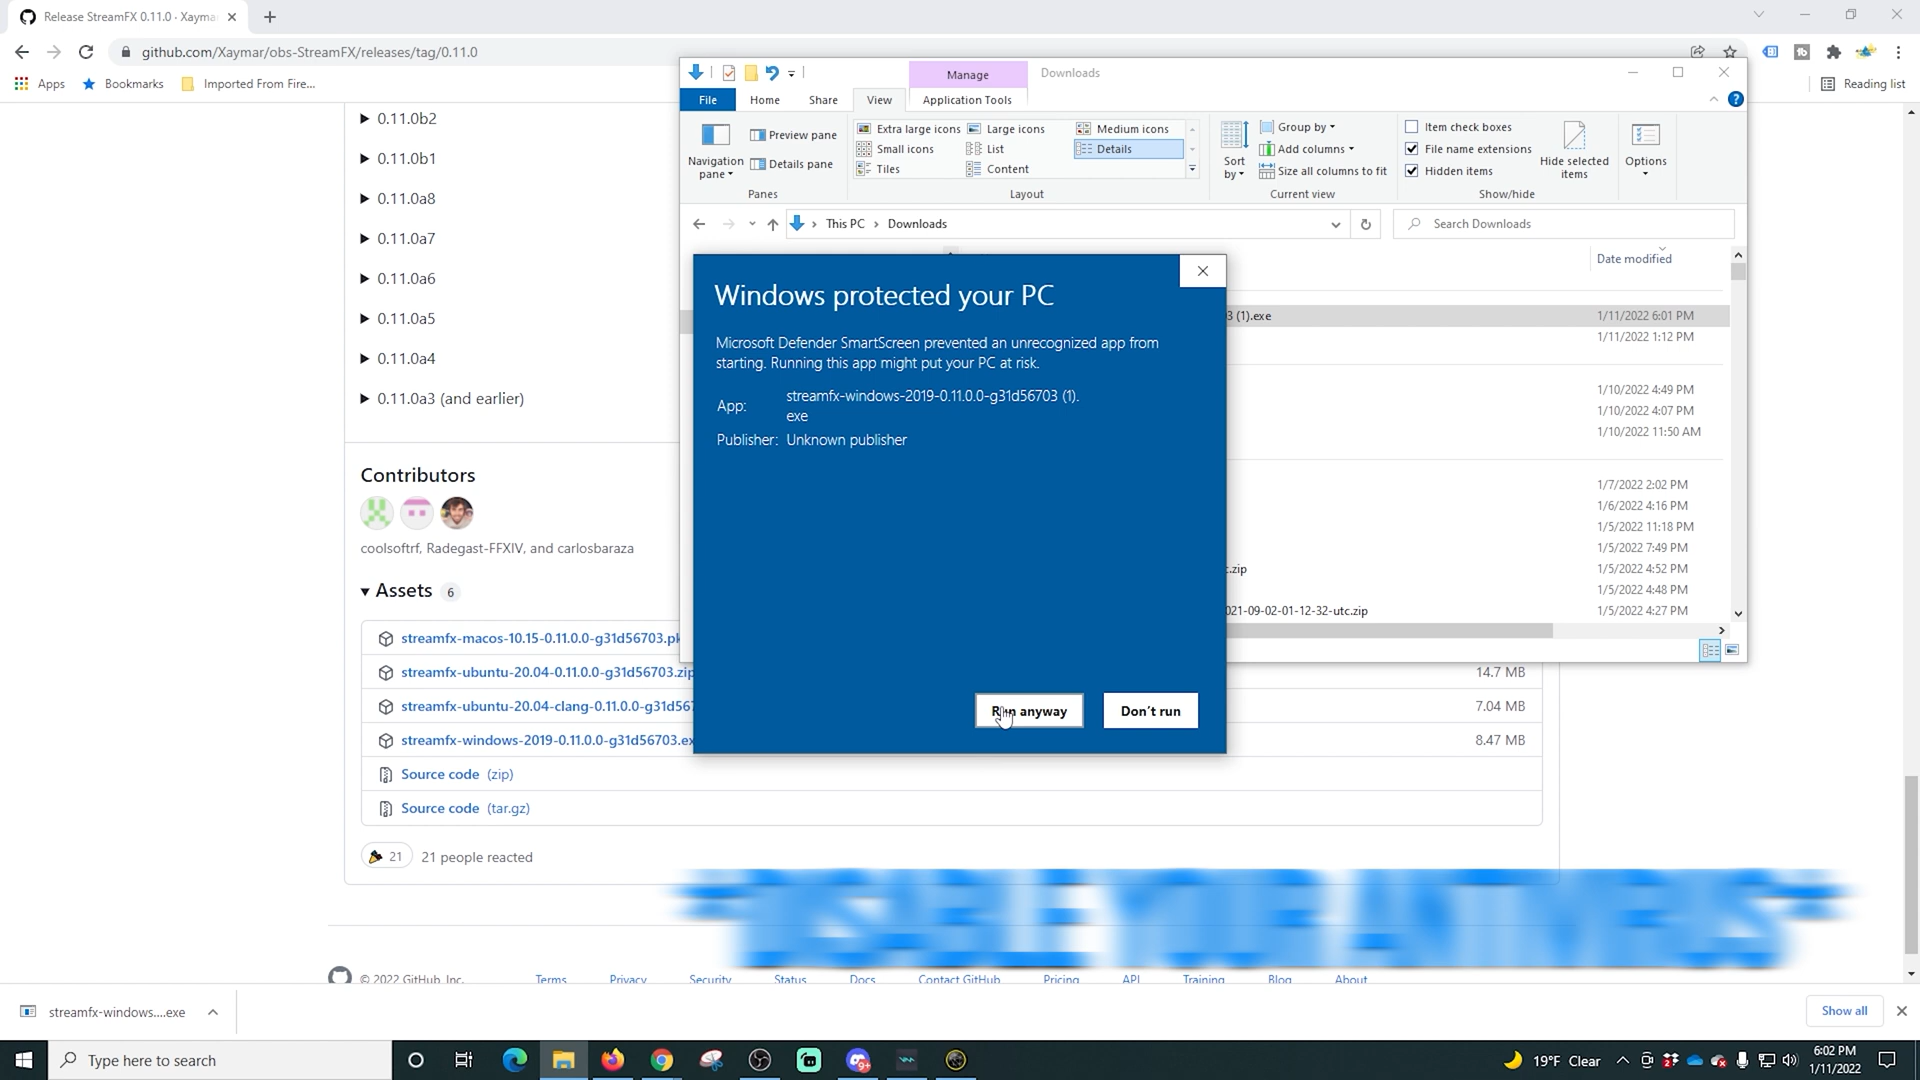 Release StreamFX 0.11.0 · Xayma
github.com/Xaymar/obs-StreamFX/releases/tag/0.11.0
Apps
Bookmarks
Imported From Fire...
Reading list
0.11.0b2
0.11.0b1
0.11.0a8
0.11.0a7
0.11.0a6
0.11.0a5
0.11.0a4
0.11.0a3 (and earlier)
Contributors
coolsoftrf, Radegast-FFXIV, and carlosbaraza
Assets 6
streamfx-macos-10.15-0.11.0.0-g31d56703.pk
streamfx-ubuntu-20.04-0.11.0.0-g31d56703.zip
14.7 MB
streamfx-ubuntu-20.04-clang-0.11.0.0-g31d567
7.04 MB
streamfx-windows-2019-0.11.0.0-g31d56703.ex
8.47 MB
Source code (zip)
Source code (tar.gz)
21
21 people reacted
© 2022 GitHub, Inc.
Terms
Privacy
Security
Status
Docs
Contact GitHub
Pricing
API
Training
Blog
About
Manage
Downloads
File
Home
Share
View
Application Tools
Navigation pane
Preview pane
Details pane
Panes
Extra large icons
Large icons
Medium icons
Small icons
List
Details
Tiles
Content
Layout
Sort by
Group by
Add columns
Size all columns to fit
Current view
Item check boxes
File name extensions
Hidden items
Hide selected items
Show/hide
Options
This PC
Downloads
Search Downloads
Date modified
3 (1).exe
1/11/2022 6:01 PM
1/11/2022 1:12 PM
1/10/2022 4:49 PM
1/10/2022 4:07 PM
1/10/2022 11:50 AM
1/7/2022 2:02 PM
1/6/2022 4:16 PM
1/5/2022 11:18 PM
1/5/2022 7:49 PM
c.zip
1/5/2022 4:52 PM
1/5/2022 4:48 PM
021-09-02-01-12-32-utc.zip
1/5/2022 4:27 PM
Windows protected your PC
Microsoft Defender SmartScreen prevented an unrecognized app from
starting. Running this app might put your PC at risk.
App:
streamfx-windows-2019-0.11.0.0-g31d56703 (1).
exe
Publisher: Unknown publisher
Run anyway
Don't run
streamfx-windows....exe
Show all
Type here to search
19°F Clear
6:02 PM
1/11/2022